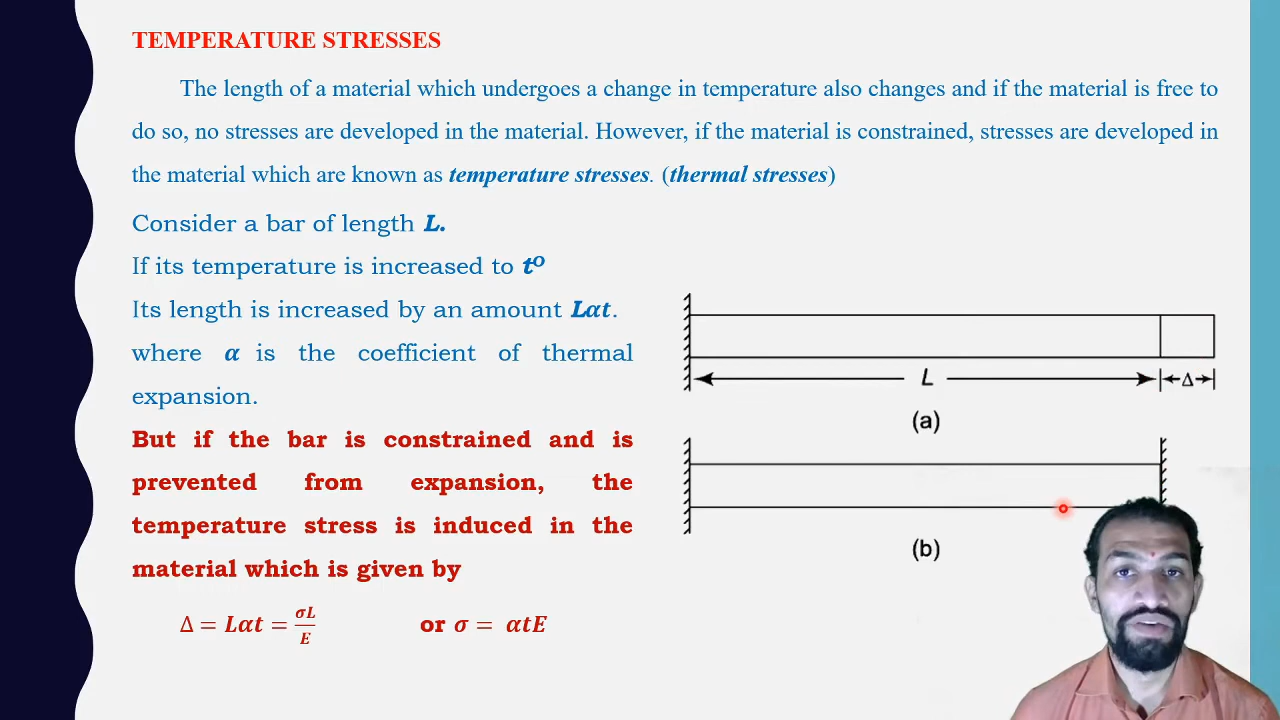 TEMPERATURE STRESSES
The length of a material which undergoes a change in temperature also changes and if the material is free to
do so, no stresses are developed in the material. However, if the material is constrained, stresses are developed in
the material which are known as temperature stresses. (thermal stresses)
Consider a bar of length L.
If its temperature is increased to t⁰
Its length is increased by an amount Lαt.
where α is the coefficient of thermal
expansion.
But if the bar is constrained and is
prevented from expansion, the
temperature stress is induced in the
material which is given by
Δ = Lαt = σL/E or σ = αtE
L Δ
(a)
(b)